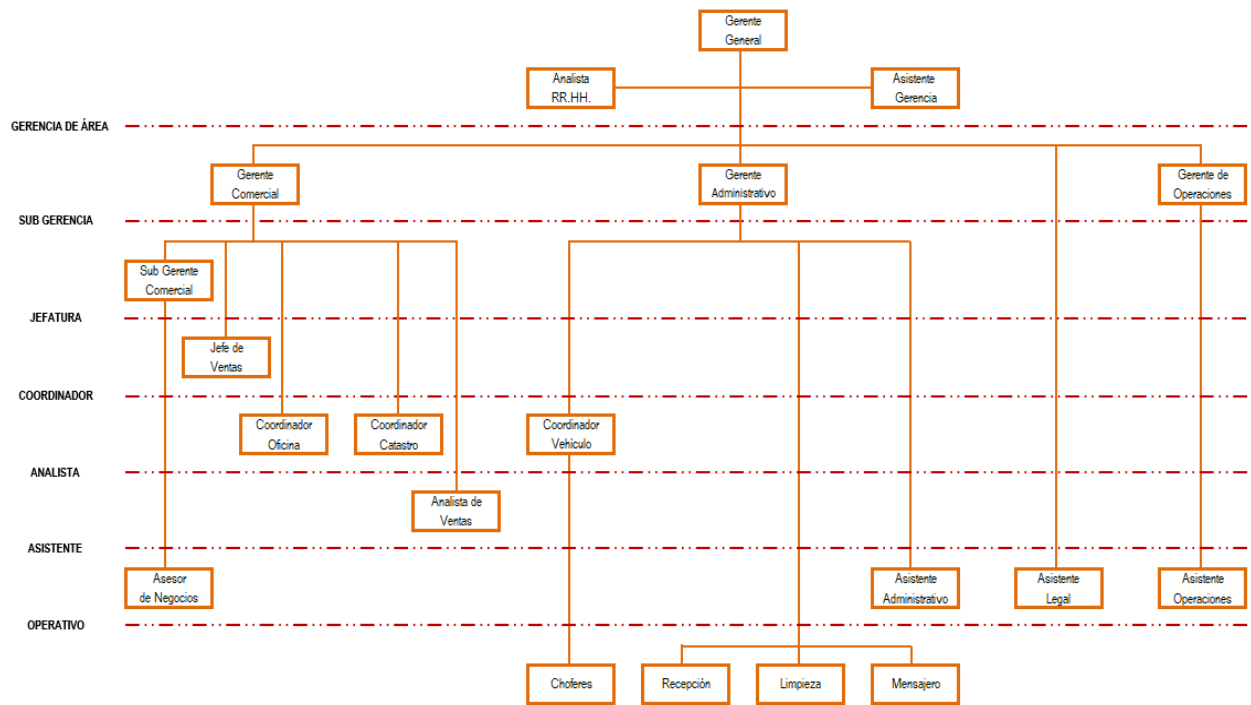 Gerente
General
Analista
RR.HH.
Asistente
Gerencia
GERENCIA DE ÁREA
Gerente
Comercial
Gerente
Administrativo
Gerente de
Operaciones
SUB GERENCIA
Sub Gerente
Comercial
JEFATURA
Jefe de
Ventas
COORDINADOR
Coordinador
Oficina
Coordinador
Catastro
Coordinador
Vehículo
ANALISTA
Analista de
Ventas
ASISTENTE
Asesor
de Negocios
Asistente
Administrativo
Asistente
Legal
Asistente
Operaciones
OPERATIVO
Choferes
Recepción
Limpieza
Mensajero